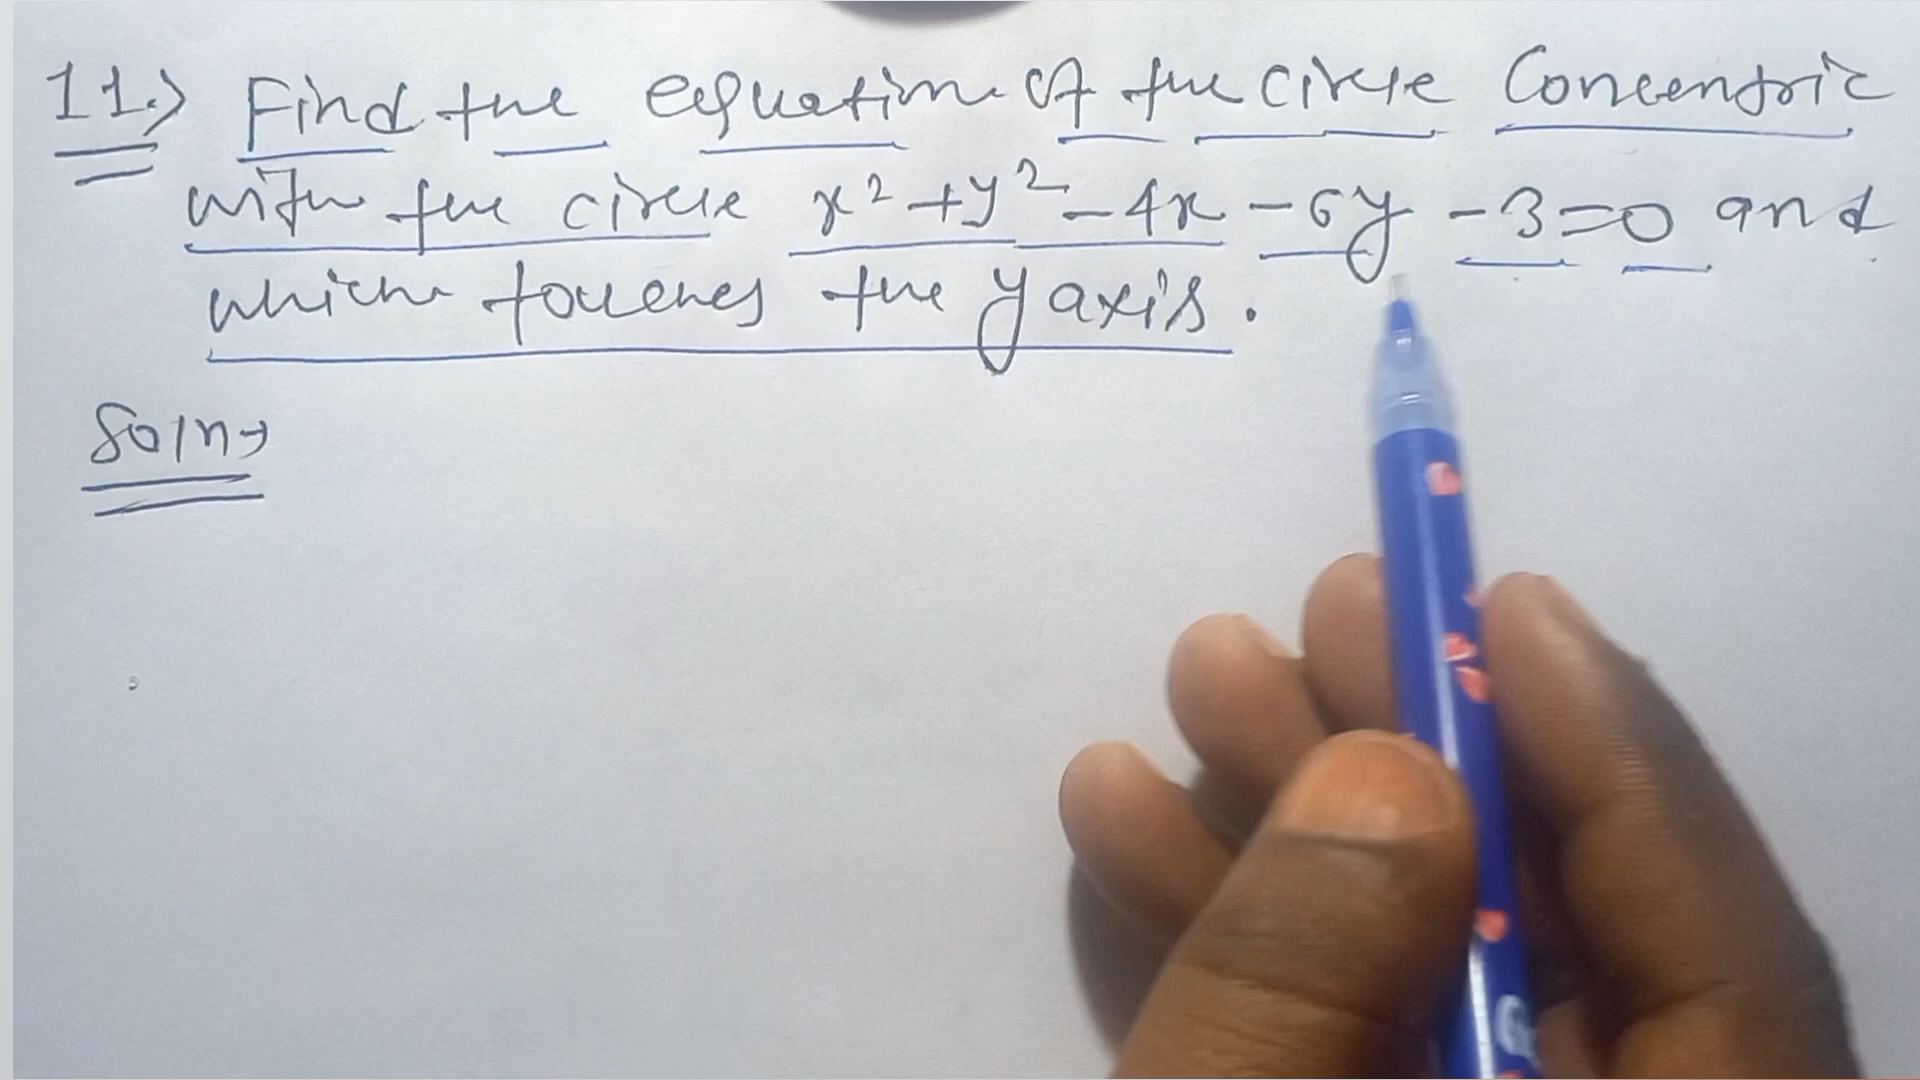 11.) Find the equation of the circle Concentric
with the circle x² + y² - 4x - 6y - 3 = 0 and
which touches the y axis.
Soln→